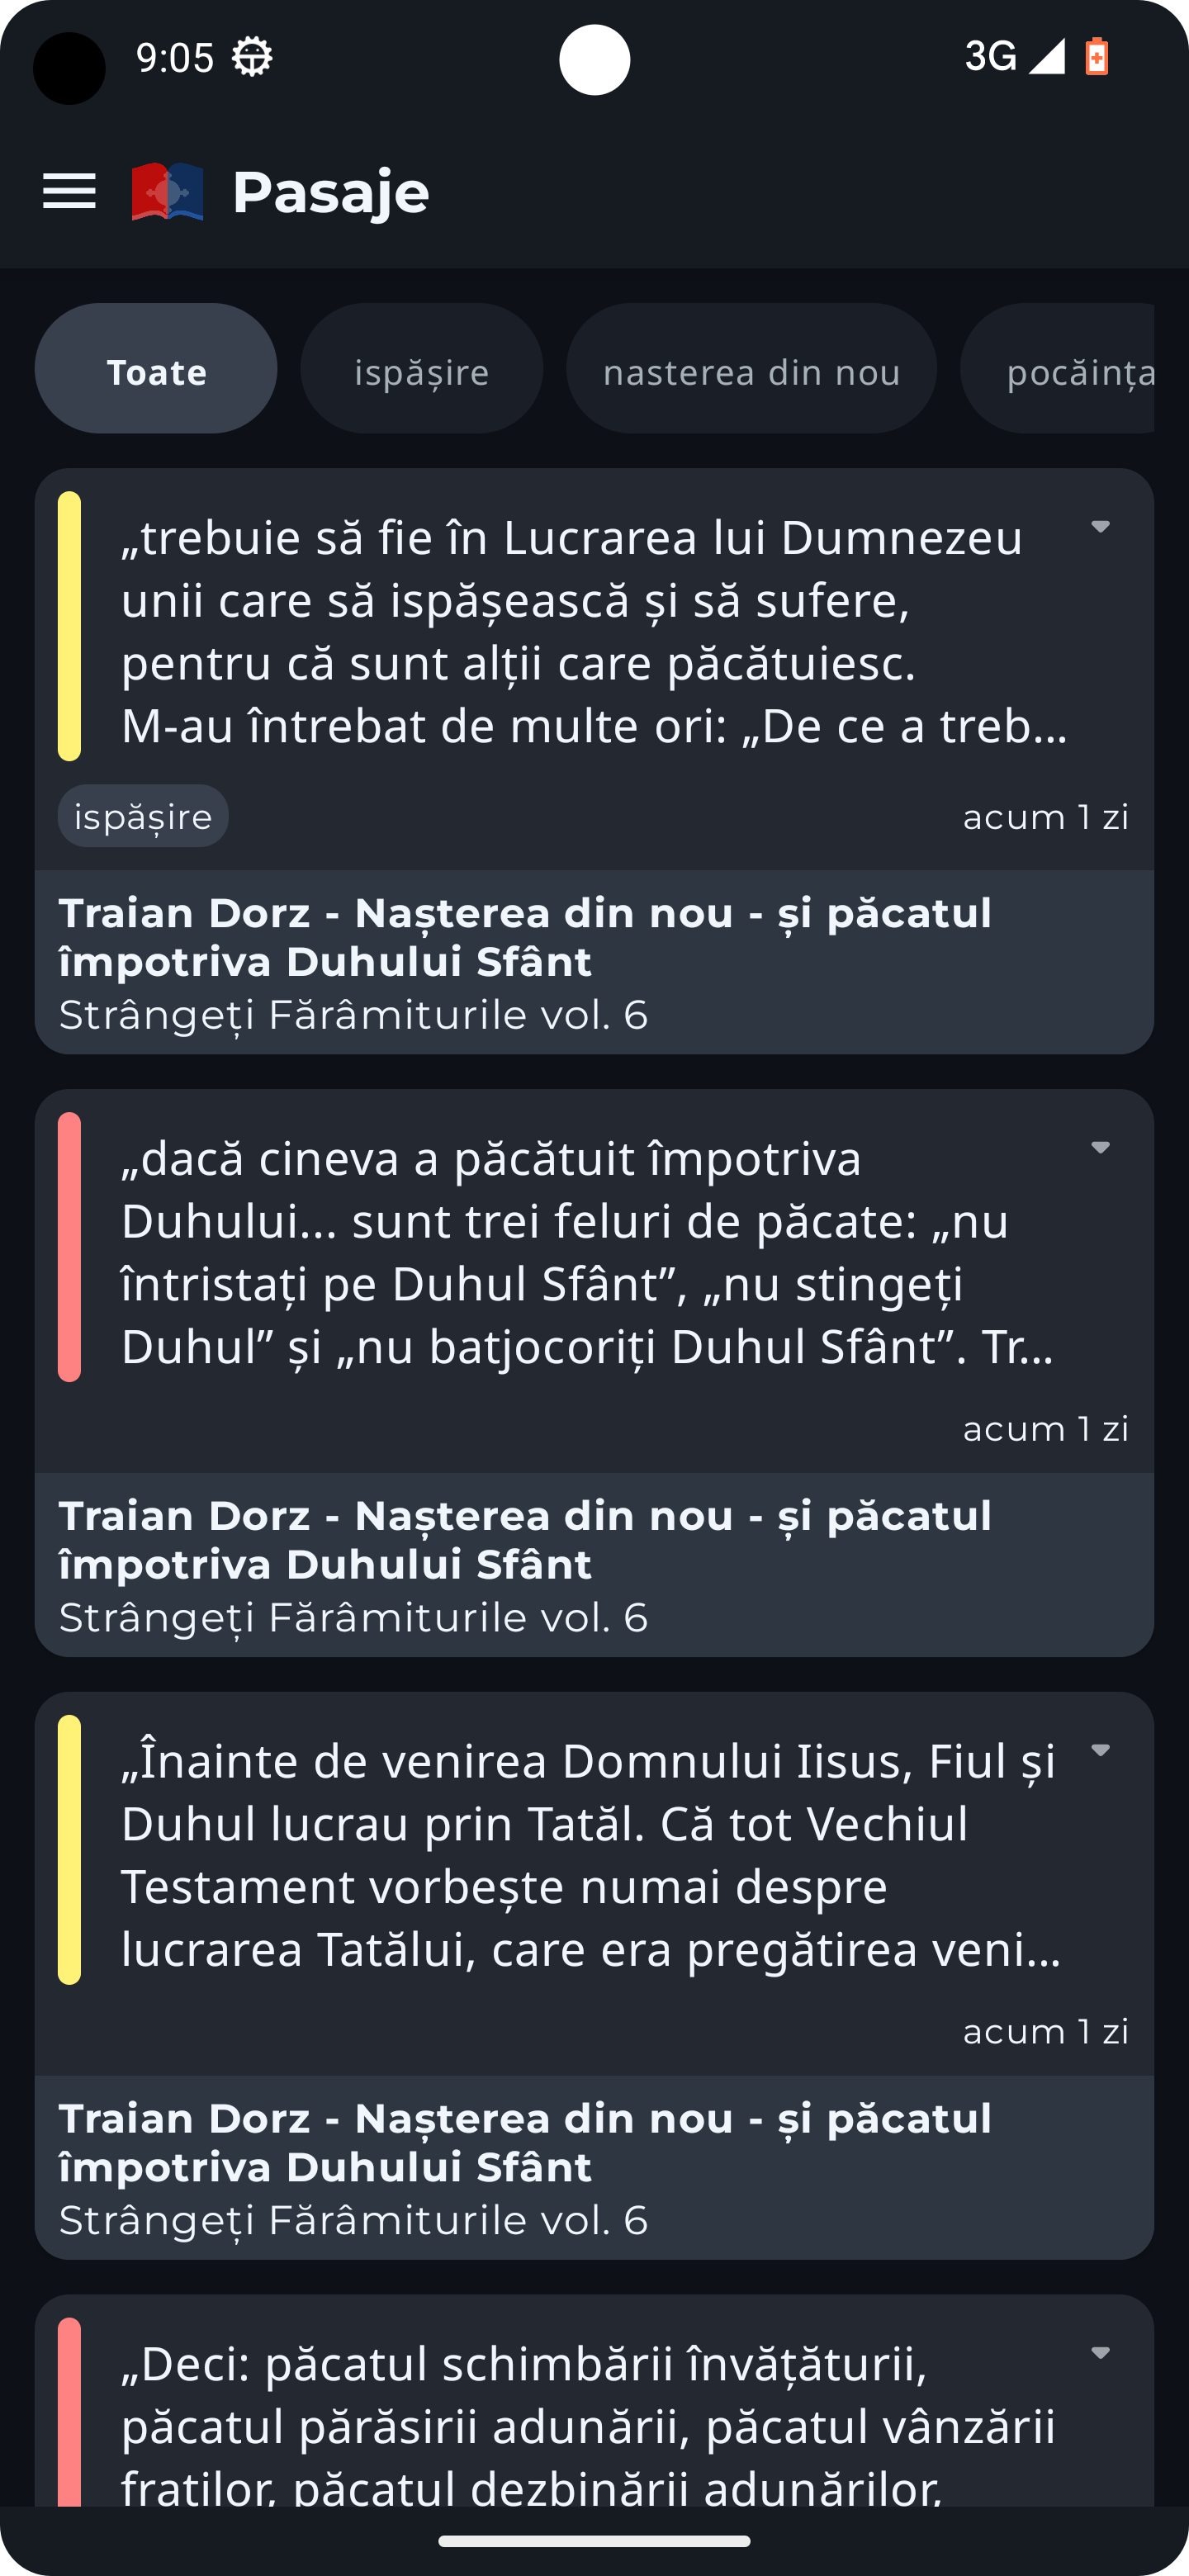 9:05
3G
Pasaje
Toate
ispășire
nasterea din nou
pocăința
„trebuie să fie în Lucrarea lui Dumnezeu
unii care să ispășească și să sufere,
pentru că sunt alții care păcătuiesc.
M-au întrebat de multe ori: „De ce a treb...
ispășire
acum 1 zi
Traian Dorz - Nașterea din nou - și păcatul
împotriva Duhului Sfânt
Strângeți Fărâmiturile vol. 6
„dacă cineva a păcătuit împotriva
Duhului... sunt trei feluri de păcate: „nu
întristați pe Duhul Sfânt”, „nu stingeți
Duhul” și „nu batjocoriți Duhul Sfânt”. Tr...
acum 1 zi
Traian Dorz - Nașterea din nou - și păcatul
împotriva Duhului Sfânt
Strângeți Fărâmiturile vol. 6
„Înainte de venirea Domnului Iisus, Fiul și
Duhul lucrau prin Tatăl. Că tot Vechiul
Testament vorbește numai despre
lucrarea Tatălui, care era pregătirea veni...
acum 1 zi
Traian Dorz - Nașterea din nou - și păcatul
împotriva Duhului Sfânt
Strângeți Fărâmiturile vol. 6
„Deci: păcatul schimbării învățăturii,
păcatul părăsirii adunării, păcatul vânzării
fraților, păcatul dezbinării adunărilor,